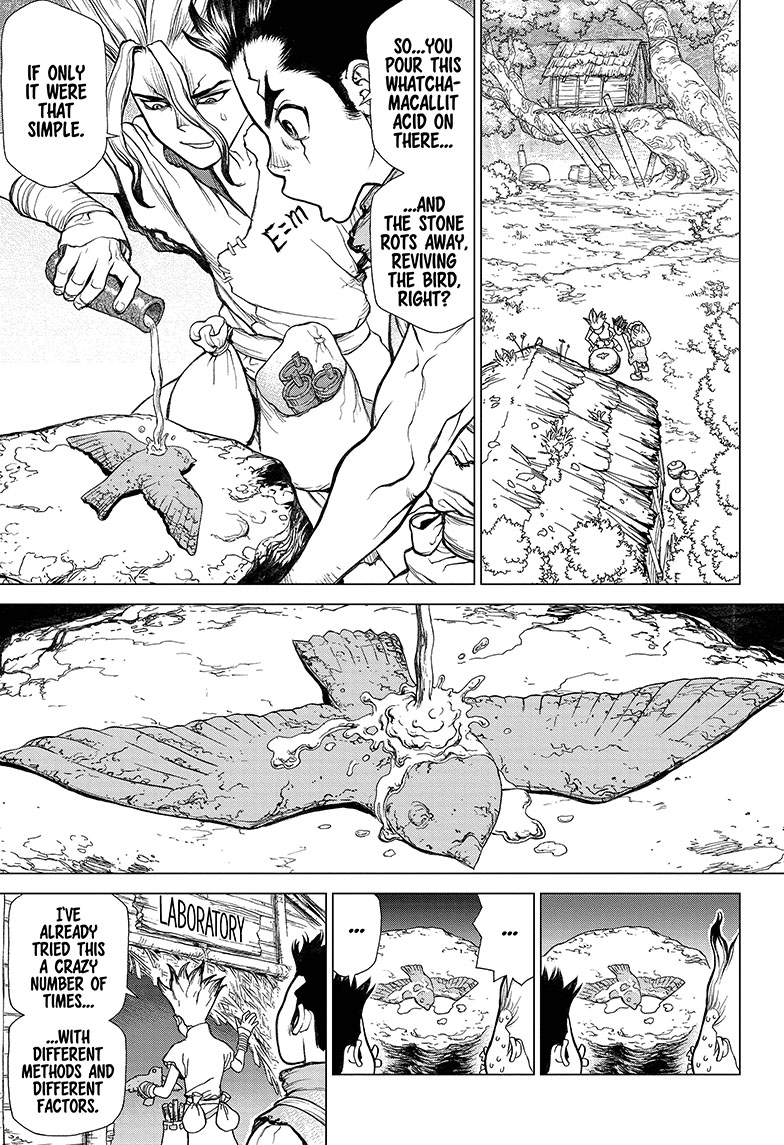 SO...YOU
POUR THIS
WHATCHA-
MACALLIT
ACID ON
THERE...
...AND
THE STONE
ROTS AWAY,
REVIVING
THE BIRD,
RIGHT?
IF ONLY
IT WERE
THAT
SIMPLE.
E=m
...
...
LABORATORY
I'VE
ALREADY
TRIED THIS
A CRAZY
NUMBER OF
TIMES...
...WITH
DIFFERENT
METHODS AND
DIFFERENT
FACTORS.